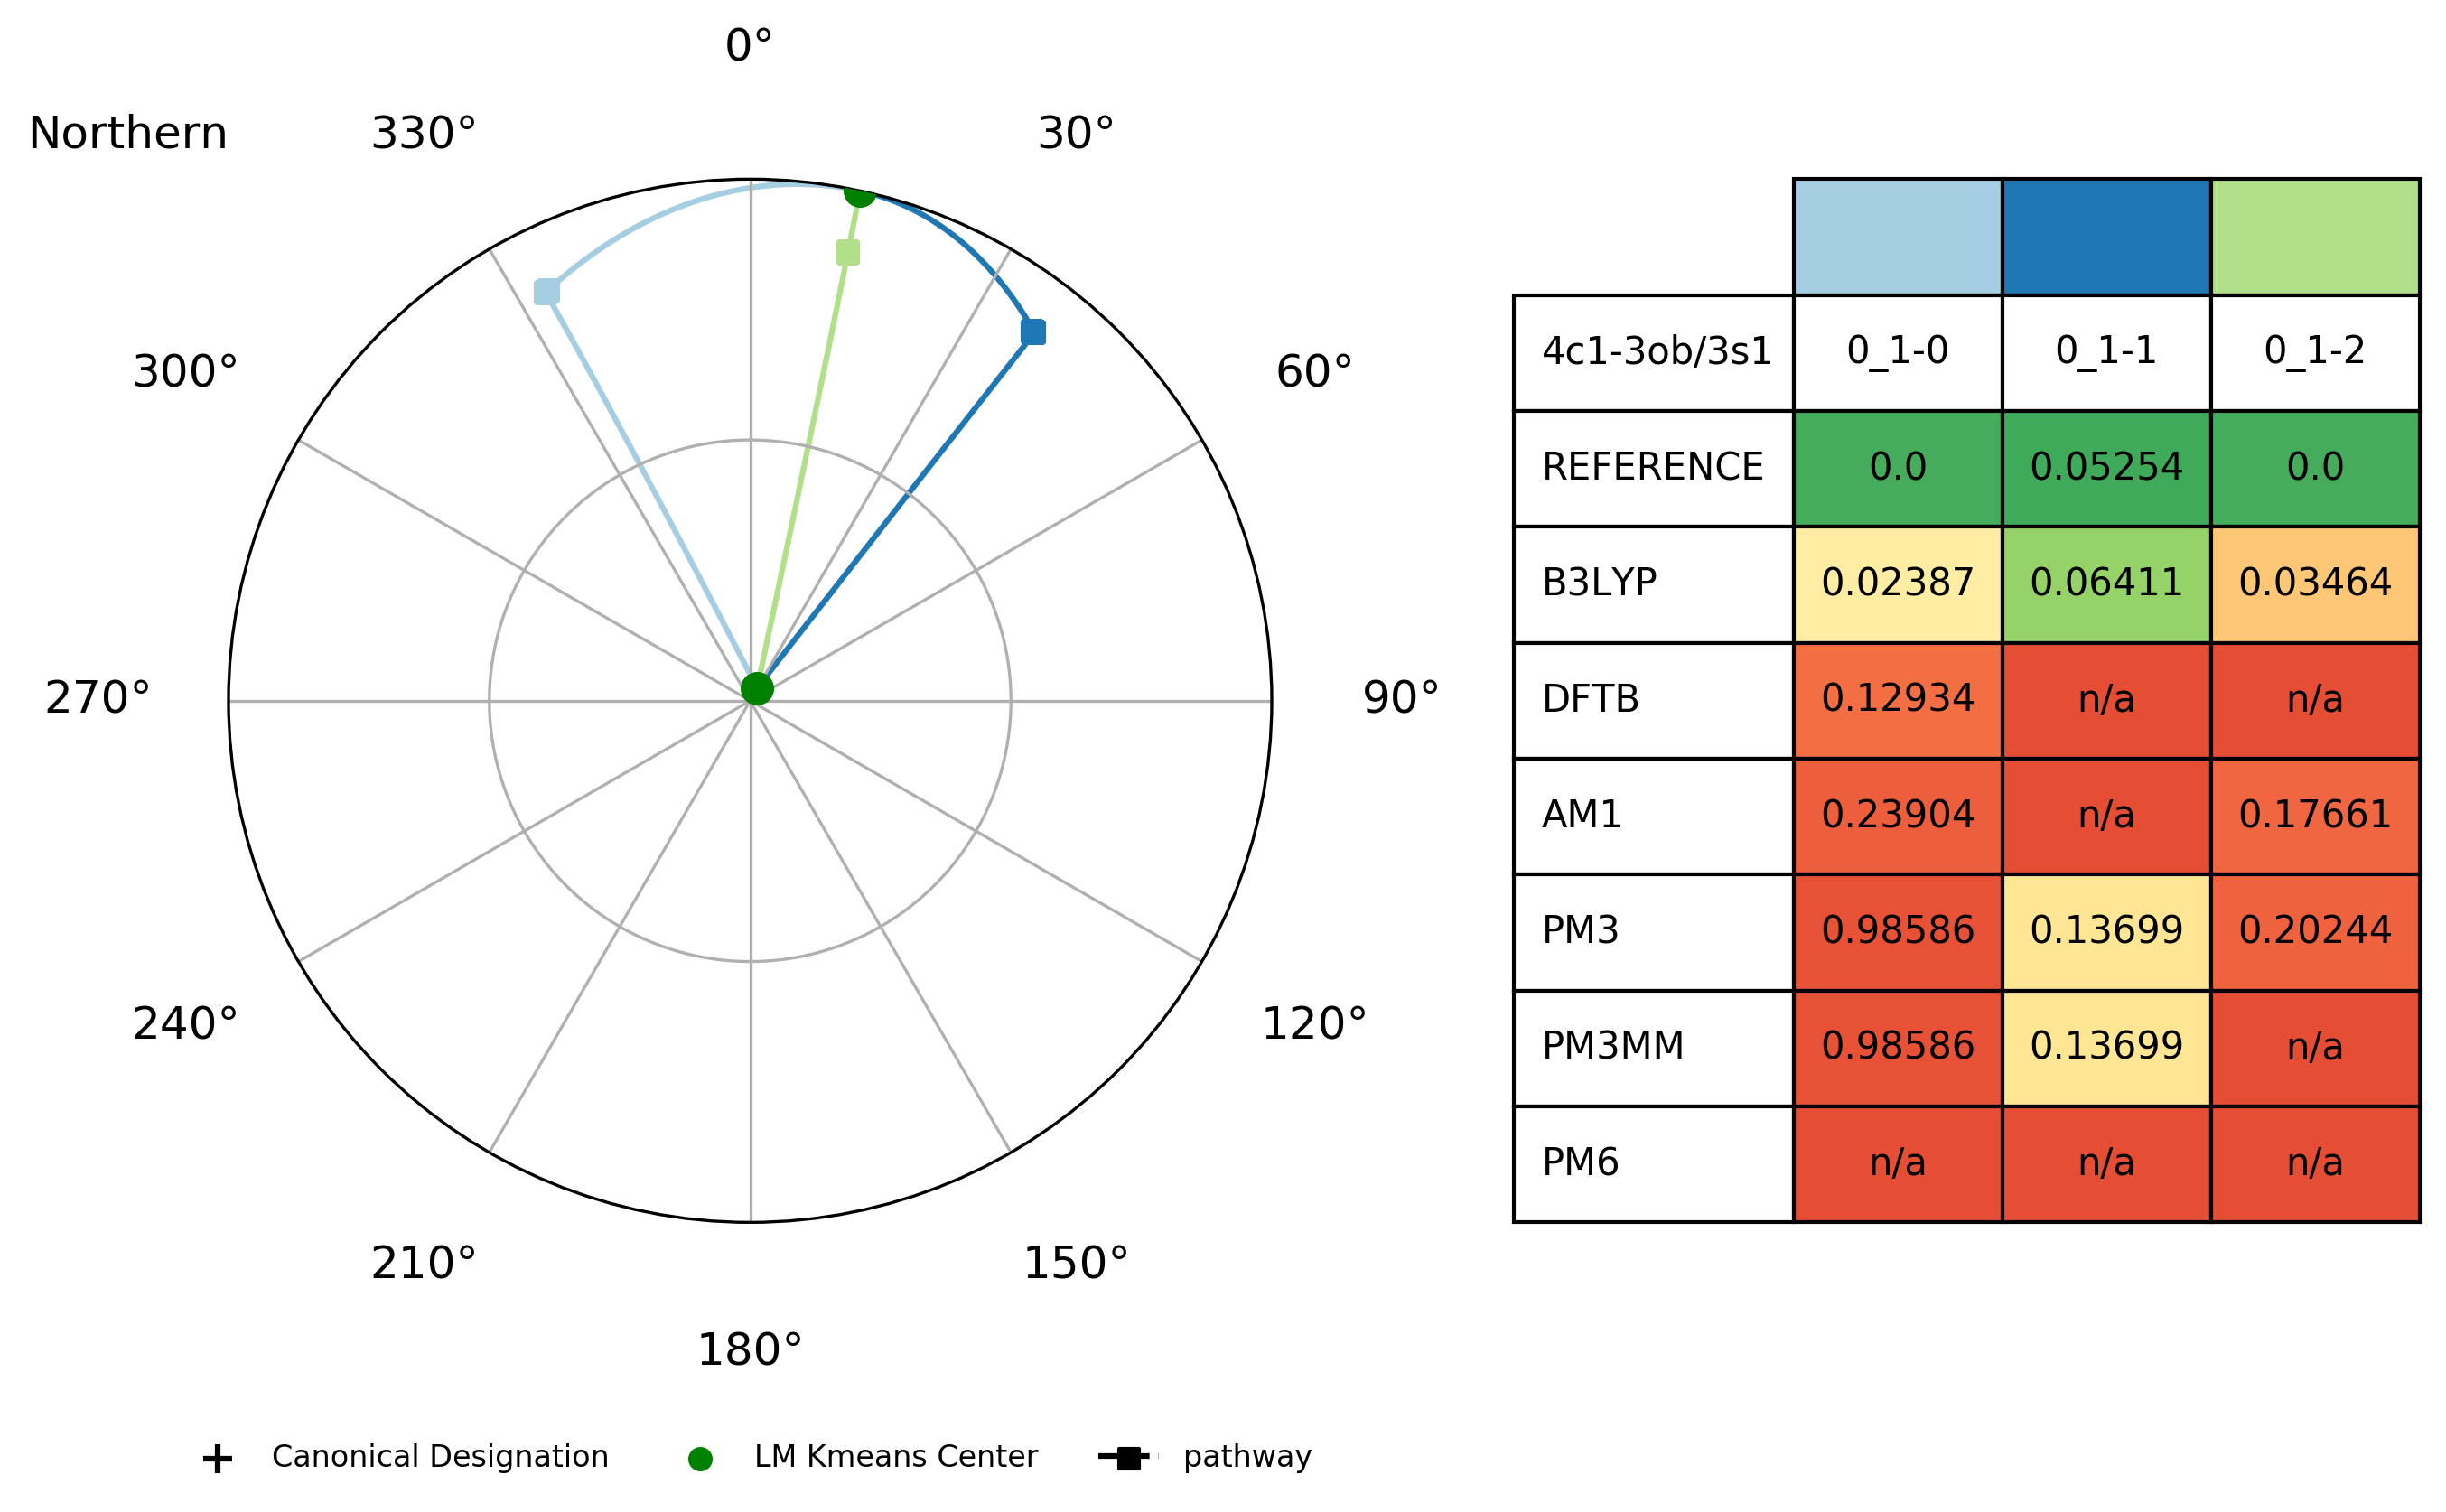 0°
Northern 330° 30°
300° 60°
270° 90°
240° 120°
210° 150°
180°
4c1-3ob/3s1 0_1-0 0_1-1 0_1-2
REFERENCE 0.0 0.05254 0.0
B3LYP 0.02387 0.06411 0.03464
DFTB 0.12934 n/a n/a
AM1 0.23904 n/a 0.17661
PM3 0.98586 0.13699 0.20244
PM3MM 0.98586 0.13699 n/a
PM6 n/a n/a n/a
Canonical Designation LM Kmeans Center pathway